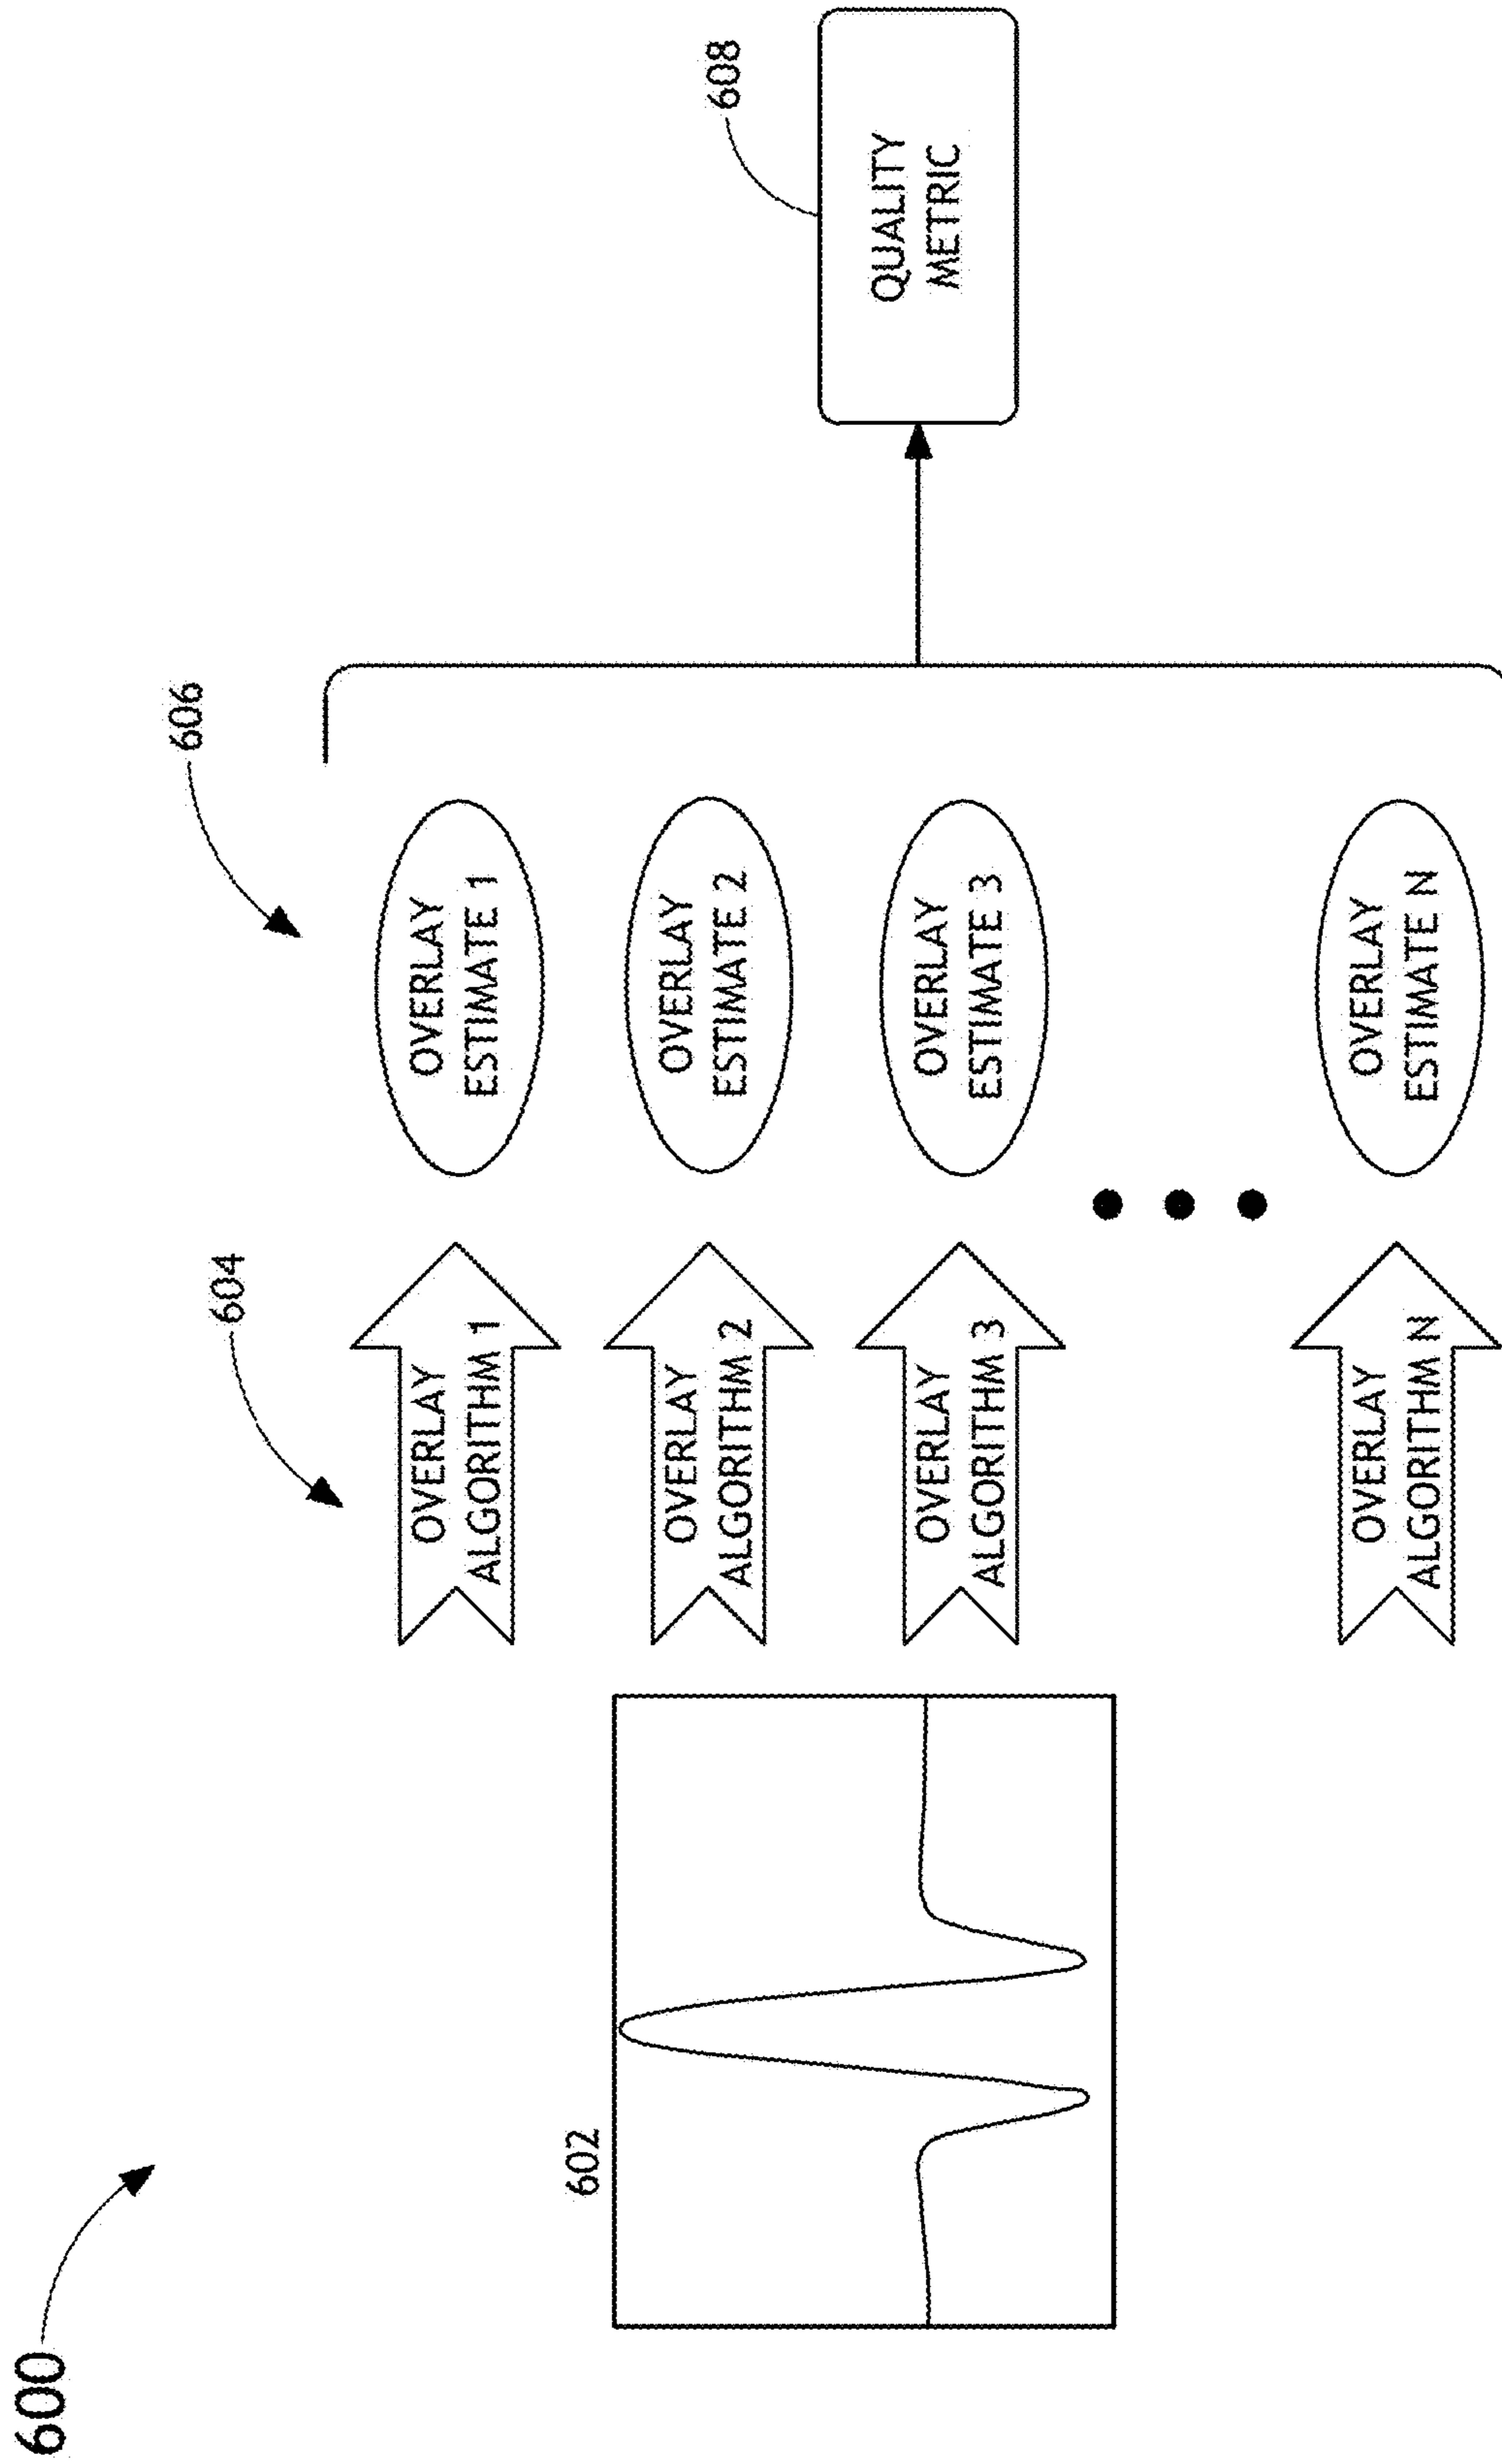 600
602
604
606
608
OVERLAY
ALGORITHM 1
OVERLAY
ALGORITHM 2
OVERLAY
ALGORITHM 3
OVERLAY
ALGORITHM N
OVERLAY
ESTIMATE 1
OVERLAY
ESTIMATE 2
OVERLAY
ESTIMATE 3
OVERLAY
ESTIMATE N
QUALITY
METRIC